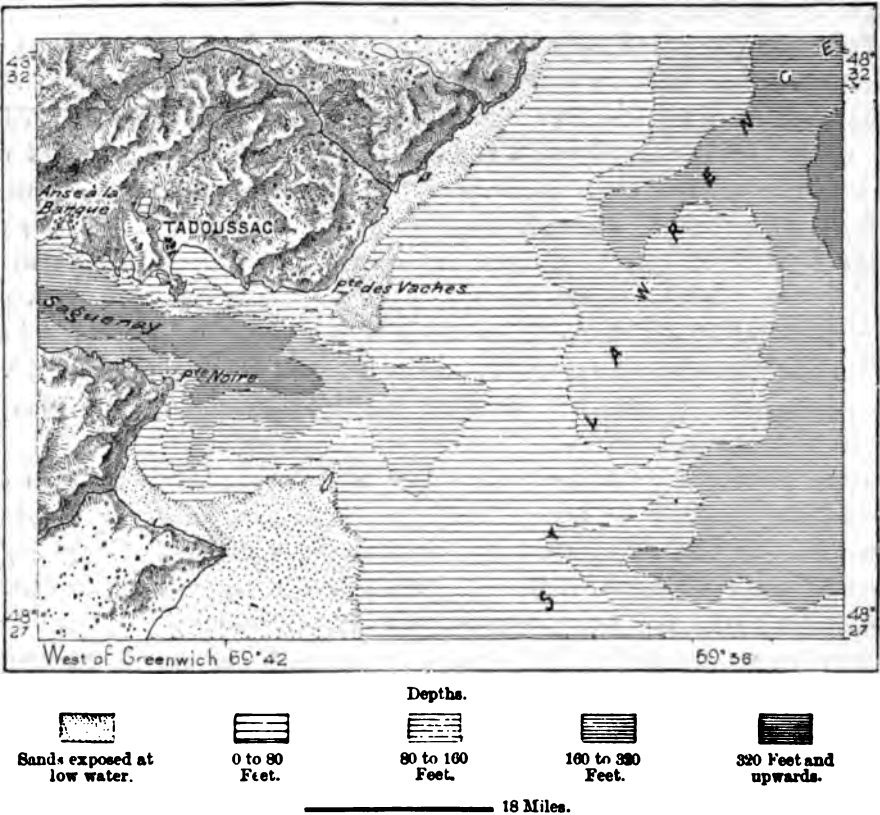 48°
32
48°
32
ST LAWRENCE
Anse à la
Barque
TADOUSSAC
Pte des Vaches
Saguenay
Pte Noire
48°
27
48°
27
West of Greenwich 69°42
69°36
Depths.
Sands exposed at
low water.
0 to 80
Feet.
80 to 160
Feet.
160 to 320
Feet.
320 Feet and
upwards.
18 Miles.